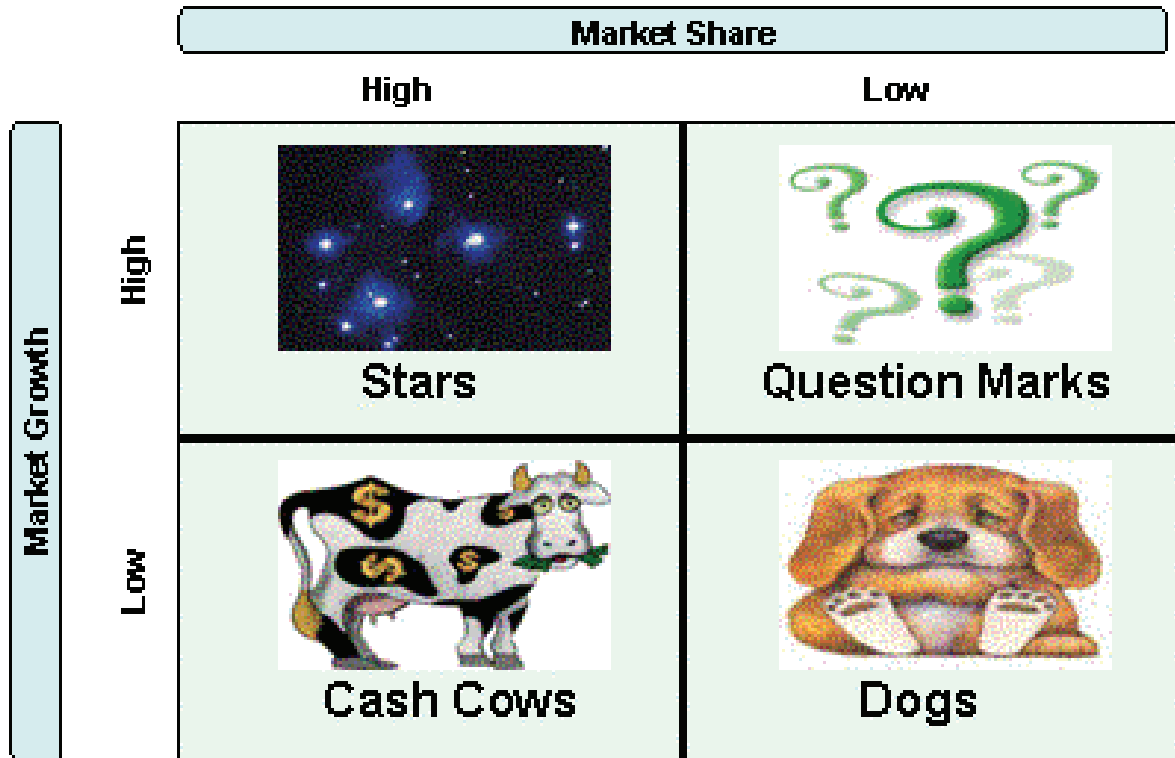 Market Share
High
Low
Market Growth
High
Stars
Question Marks
Low
$
$
$
$
Cash Cows
Dogs